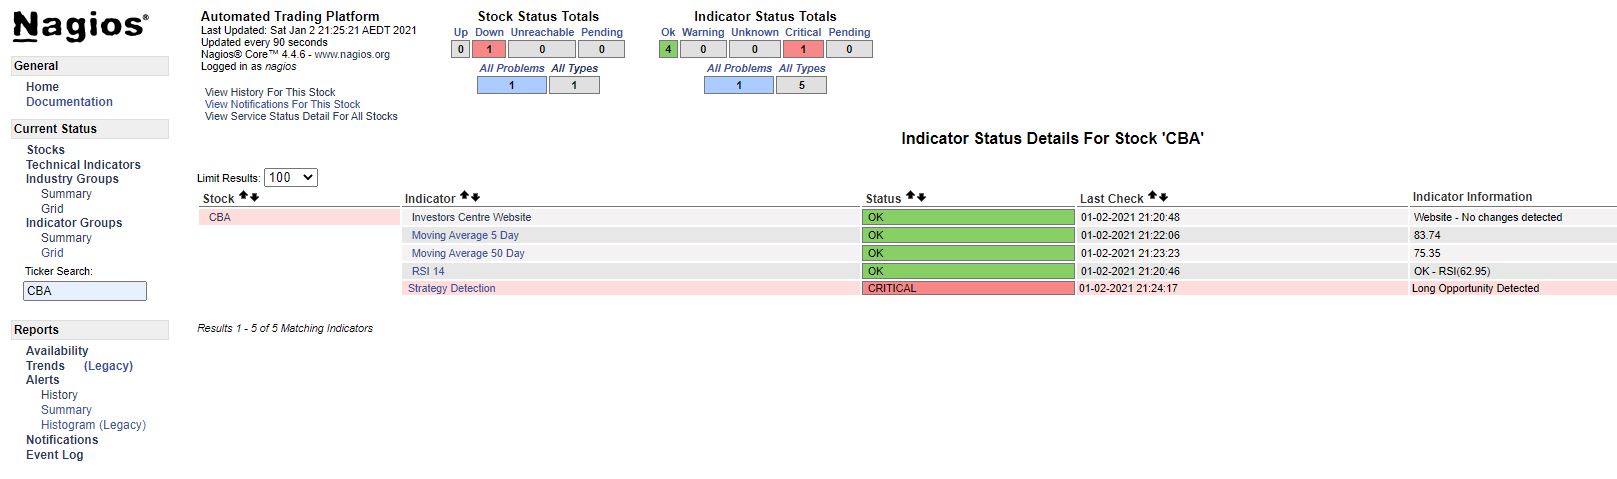 Nagios®
General
Home
Documentation
Current Status
Stocks
Technical Indicators
Industry Groups
Summary
Grid
Indicator Groups
Summary
Grid
Ticker Search:
CBA
Reports
Availability
Trends (Legacy)
Alerts
History
Summary
Histogram (Legacy)
Notifications
Event Log
Automated Trading Platform
Last Updated: Sat Jan 2 21:25:21 AEDT 2021
Updated every 90 seconds
Nagios® Core™ 4.4.6 - www.nagios.org
Logged in as nagios
View History For This Stock
View Notifications For This Stock
View Service Status Detail For All Stocks
Stock Status Totals
Up Down Unreachable Pending
0 1 0 0
All Problems All Types
1 1
Indicator Status Totals
Ok Warning Unknown Critical Pending
4 0 0 1 0
All Problems All Types
1 5
Indicator Status Details For Stock 'CBA'
Limit Results: 100
Stock Indicator Status Last Check Indicator Information
CBA Investors Centre Website OK 01-02-2021 21:20:48 Website - No changes detected
Moving Average 5 Day OK 01-02-2021 21:22:06 83.74
Moving Average 50 Day OK 01-02-2021 21:23:23 75.35
RSI 14 OK 01-02-2021 21:20:46 OK - RSI(62.95)
Strategy Detection CRITICAL 01-02-2021 21:24:17 Long Opportunity Detected
Results 1 - 5 of 5 Matching Indicators